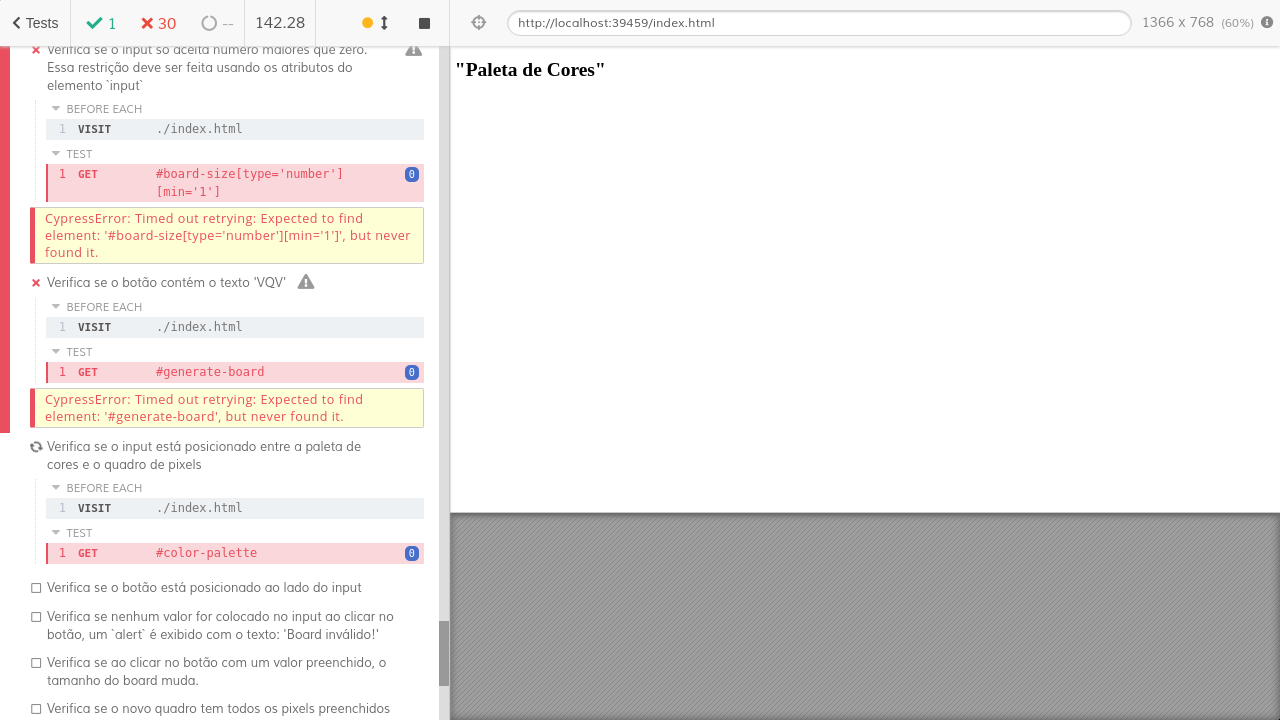 Tests
1
30
--
142.28
http://localhost:39459/index.html
1366 x 768 (60%)
Verifica se o input só aceita número maiores que zero.
Essa restrição deve ser feita usando os atributos do
elemento `input`
BEFORE EACH
1 VISIT ./index.html
TEST
1 GET #board-size[type='number']
[min='1']
0
CypressError: Timed out retrying: Expected to find
element: '#board-size[type='number'][min='1']', but never
found it.
Verifica se o botão contém o texto 'VQV'
BEFORE EACH
1 VISIT ./index.html
TEST
1 GET #generate-board 0
CypressError: Timed out retrying: Expected to find
element: '#generate-board', but never found it.
Verifica se o input está posicionado entre a paleta de
cores e o quadro de pixels
BEFORE EACH
1 VISIT ./index.html
TEST
1 GET #color-palette 0
Verifica se o botão está posicionado ao lado do input
Verifica se nenhum valor for colocado no input ao clicar no
botão, um `alert` é exibido com o texto: 'Board inválido!'
Verifica se ao clicar no botão com um valor preenchido, o
tamanho do board muda.
Verifica se o novo quadro tem todos os pixels preenchidos
"Paleta de Cores"